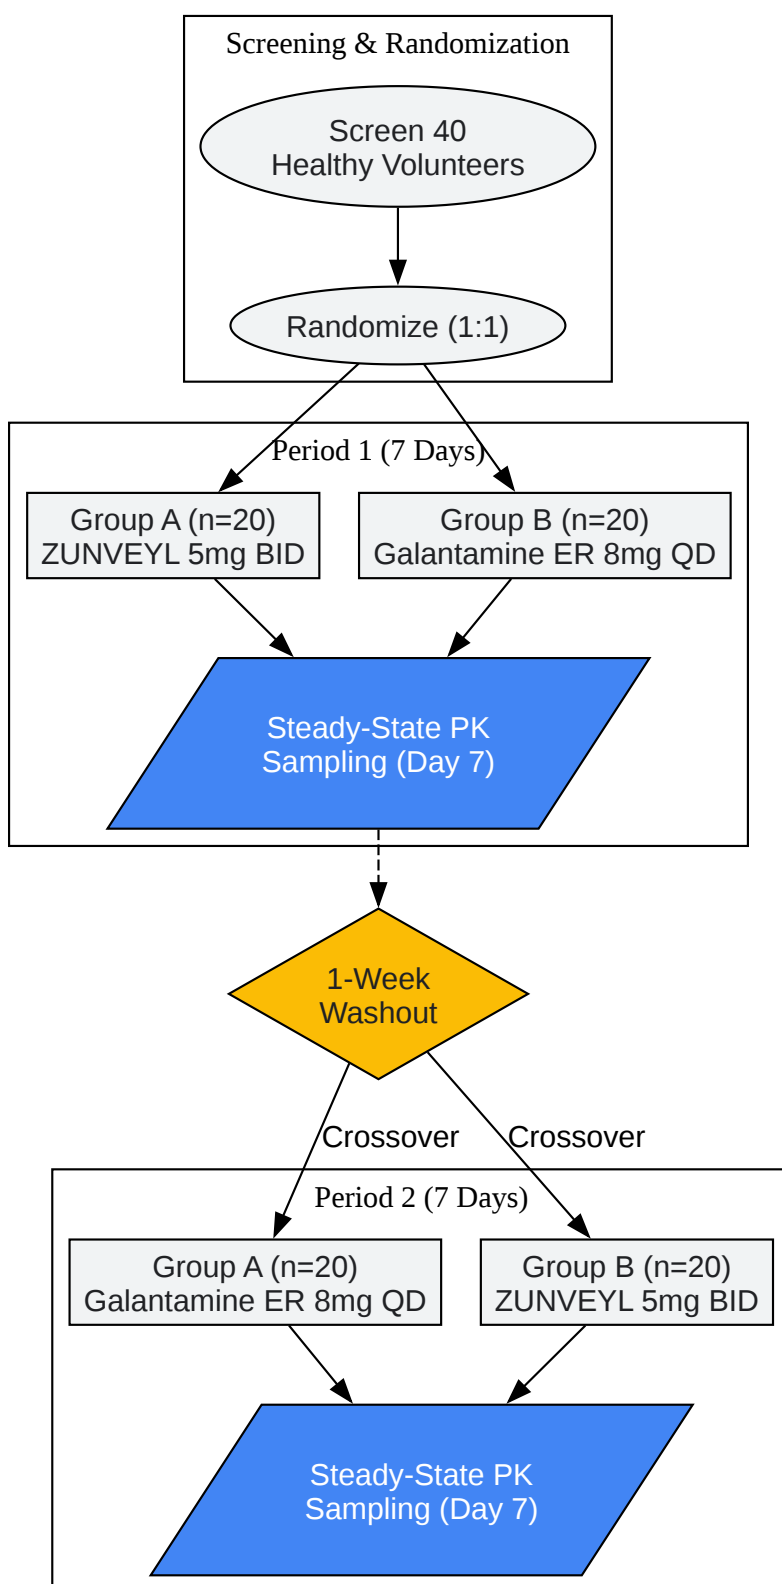 Screening & Randomization
Screen 40
Healthy Volunteers
Randomize (1:1)
Period 1 (7 Days)
Group A (n=20)
ZUNVEYL 5mg BID
Group B (n=20)
Galantamine ER 8mg QD
Steady-State PK
Sampling (Day 7)
1-Week
Washout
Crossover
Crossover
Period 2 (7 Days)
Group A (n=20)
Galantamine ER 8mg QD
Group B (n=20)
ZUNVEYL 5mg BID
Steady-State PK
Sampling (Day 7)